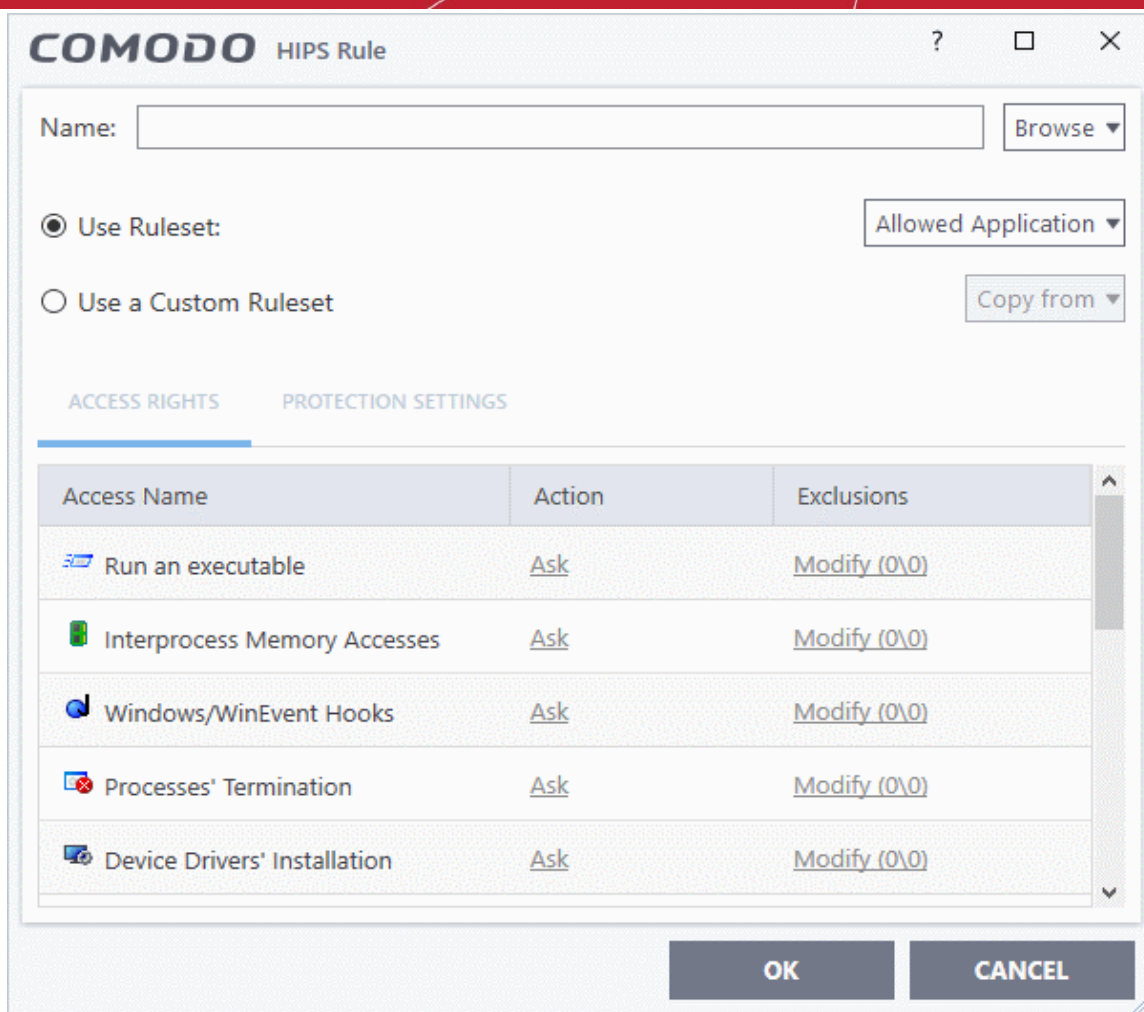 COMODO HIPS Rule ?
Name: Browse
Use Ruleset: Allowed Application
Use a Custom Ruleset Copy from
ACCESS RIGHTS PROTECTION SETTINGS
Access Name Action Exclusions
Run an executable Ask Modify (0\0)
Interprocess Memory Accesses Ask Modify (0\0)
Windows/WinEvent Hooks Ask Modify (0\0)
Processes' Termination Ask Modify (0\0)
Device Drivers' Installation Ask Modify (0\0)
OK CANCEL